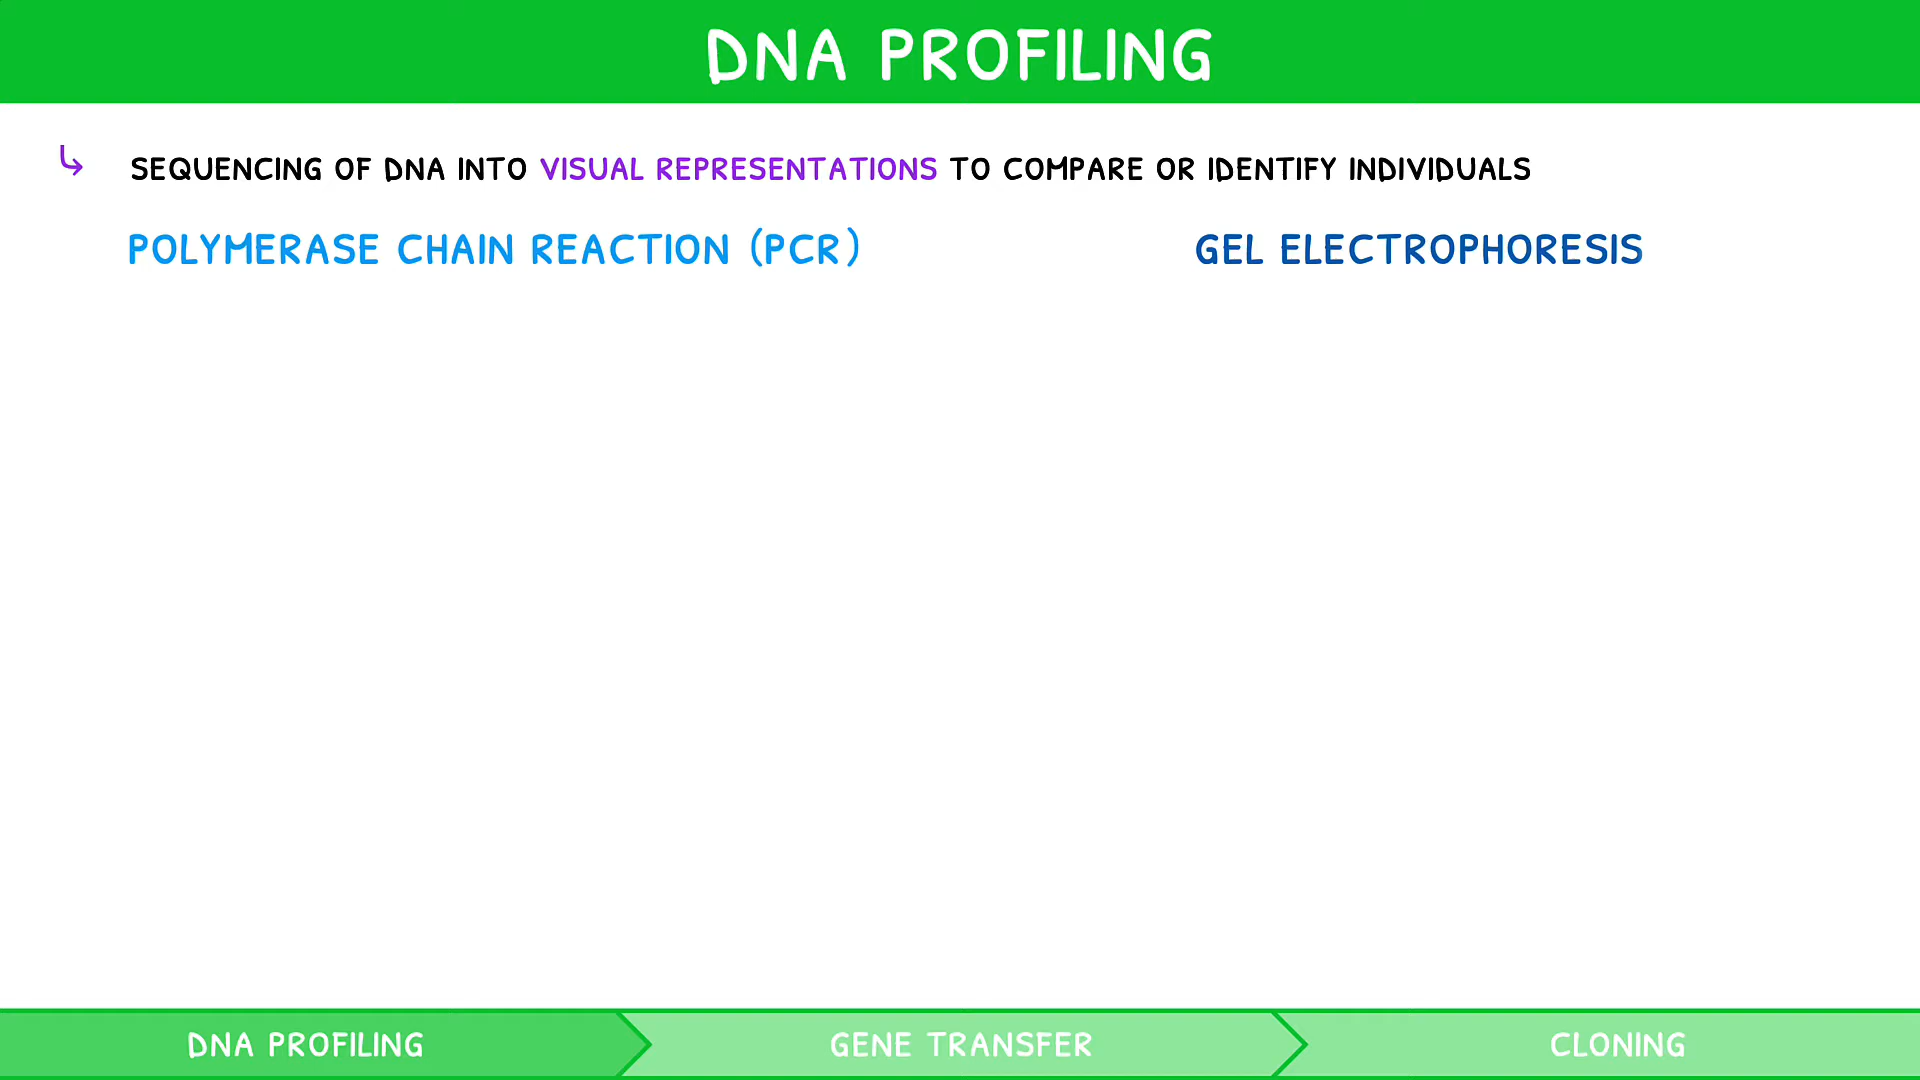 DNA PROFILING
SEQUENCING OF DNA INTO VISUAL REPRESENTATIONS TO COMPARE OR IDENTIFY INDIVIDUALS
POLYMERASE CHAIN REACTION (PCR)
GEL ELECTROPHORESIS
DNA PROFILING
GENE TRANSFER
CLONING